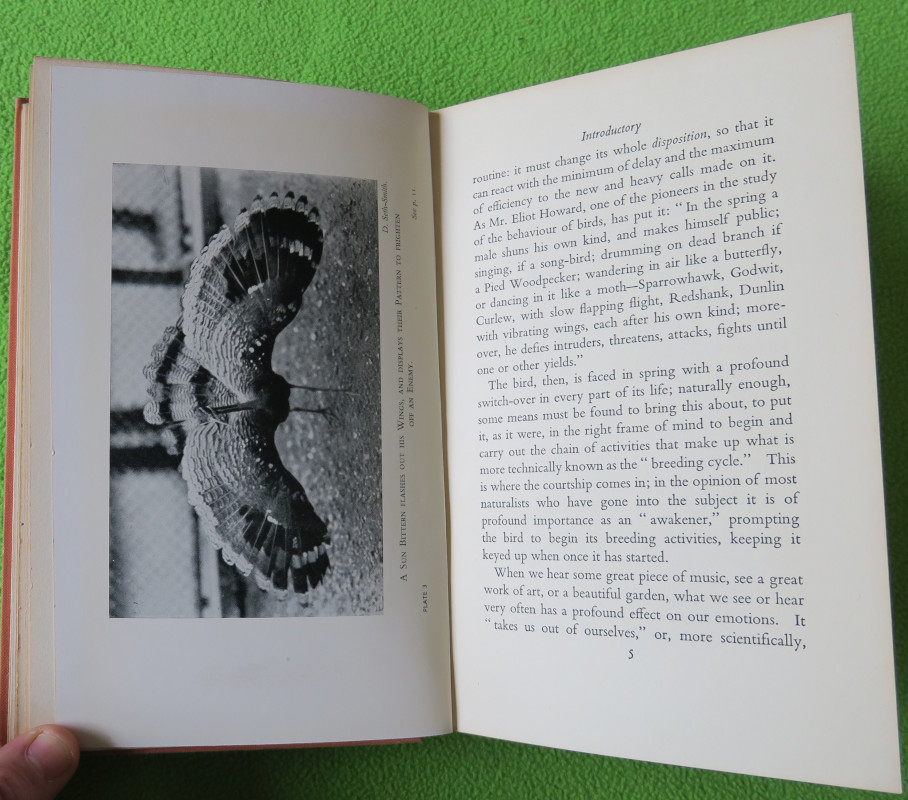 D. Seth-Smith
See p. 11.
A SUN BITTERN FLASHES OUT HIS WINGS, AND DISPLAYS THEIR PATTERN TO FRIGHTEN
OFF AN ENEMY.
PLATE I
Introductory
routine: it must change its whole disposition, so that it
can react with the minimum of delay and the maximum
of efficiency to the new and heavy calls made on it.
As Mr. Eliot Howard, one of the pioneers in the study
of the behaviour of birds, has put it: “ In the spring a
male shuns his own kind, and makes himself public;
singing, if a song-bird; drumming on dead branch if
a Pied Woodpecker; wandering in air like a butterfly,
or dancing in it like a moth—Sparrowhawk, Godwit,
Curlew, with slow flapping flight, Redshank, Dunlin
with vibrating wings, each after his own kind; more-
over, he defies intruders, threatens, attacks, fights until
one or other yields.”
The bird, then, is faced in spring with a profound
switch-over in every part of its life; naturally enough,
some means must be found to bring this about, to put
it, as it were, in the right frame of mind to begin and
carry out the chain of activities that make up what is
more technically known as the “ breeding cycle.” This
is where the courtship comes in; in the opinion of most
naturalists who have gone into the subject it is of
profound importance as an “ awakener,” prompting
the bird to begin its breeding activities, keeping it
keyed up when once it has started.
When we hear some great piece of music, see a great
work of art, or a beautiful garden, what we see or hear
very often has a profound effect on our emotions. It
“ takes us out of ourselves,” or, more scientifically,
5